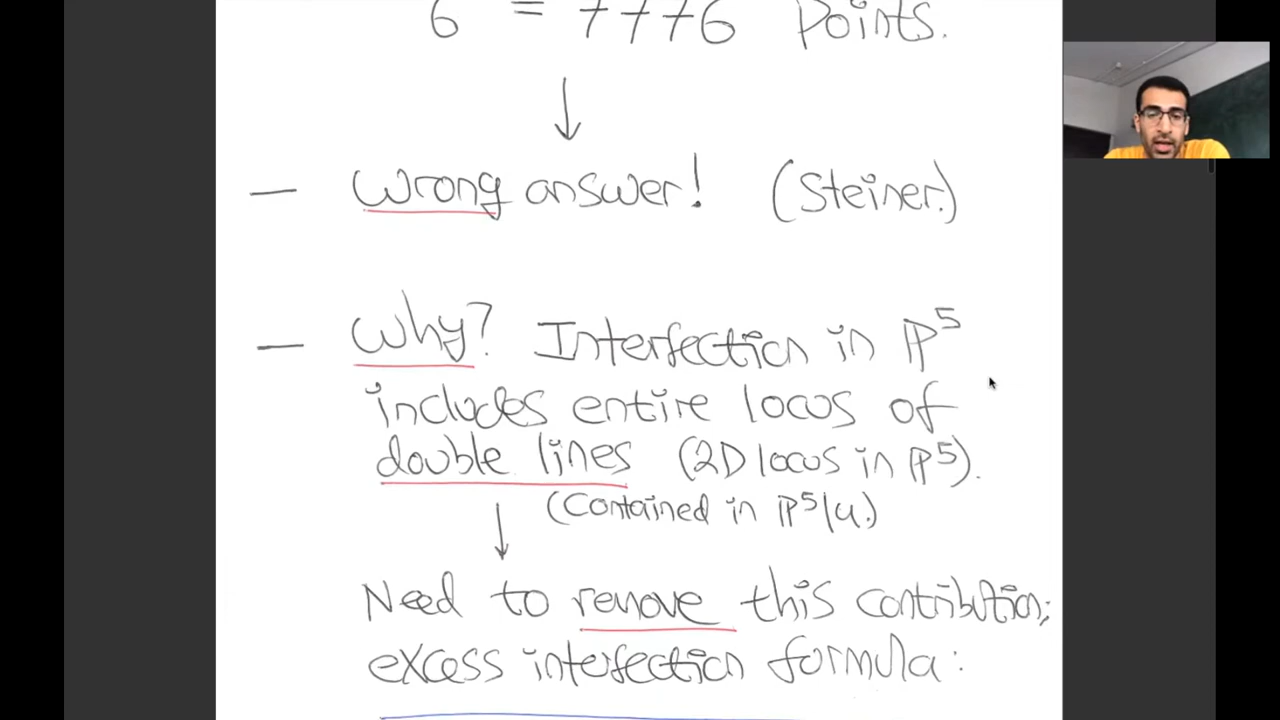 6 = 7776 Points.
↓
— Wrong answer! (Steiner.)
— Why? Intersection in ℙ⁵
includes entire locus of
double lines (2D locus in ℙ⁵).
(Contained in ℙ⁵\U.)
↓
Need to remove this contribution;
excess intersection formula: